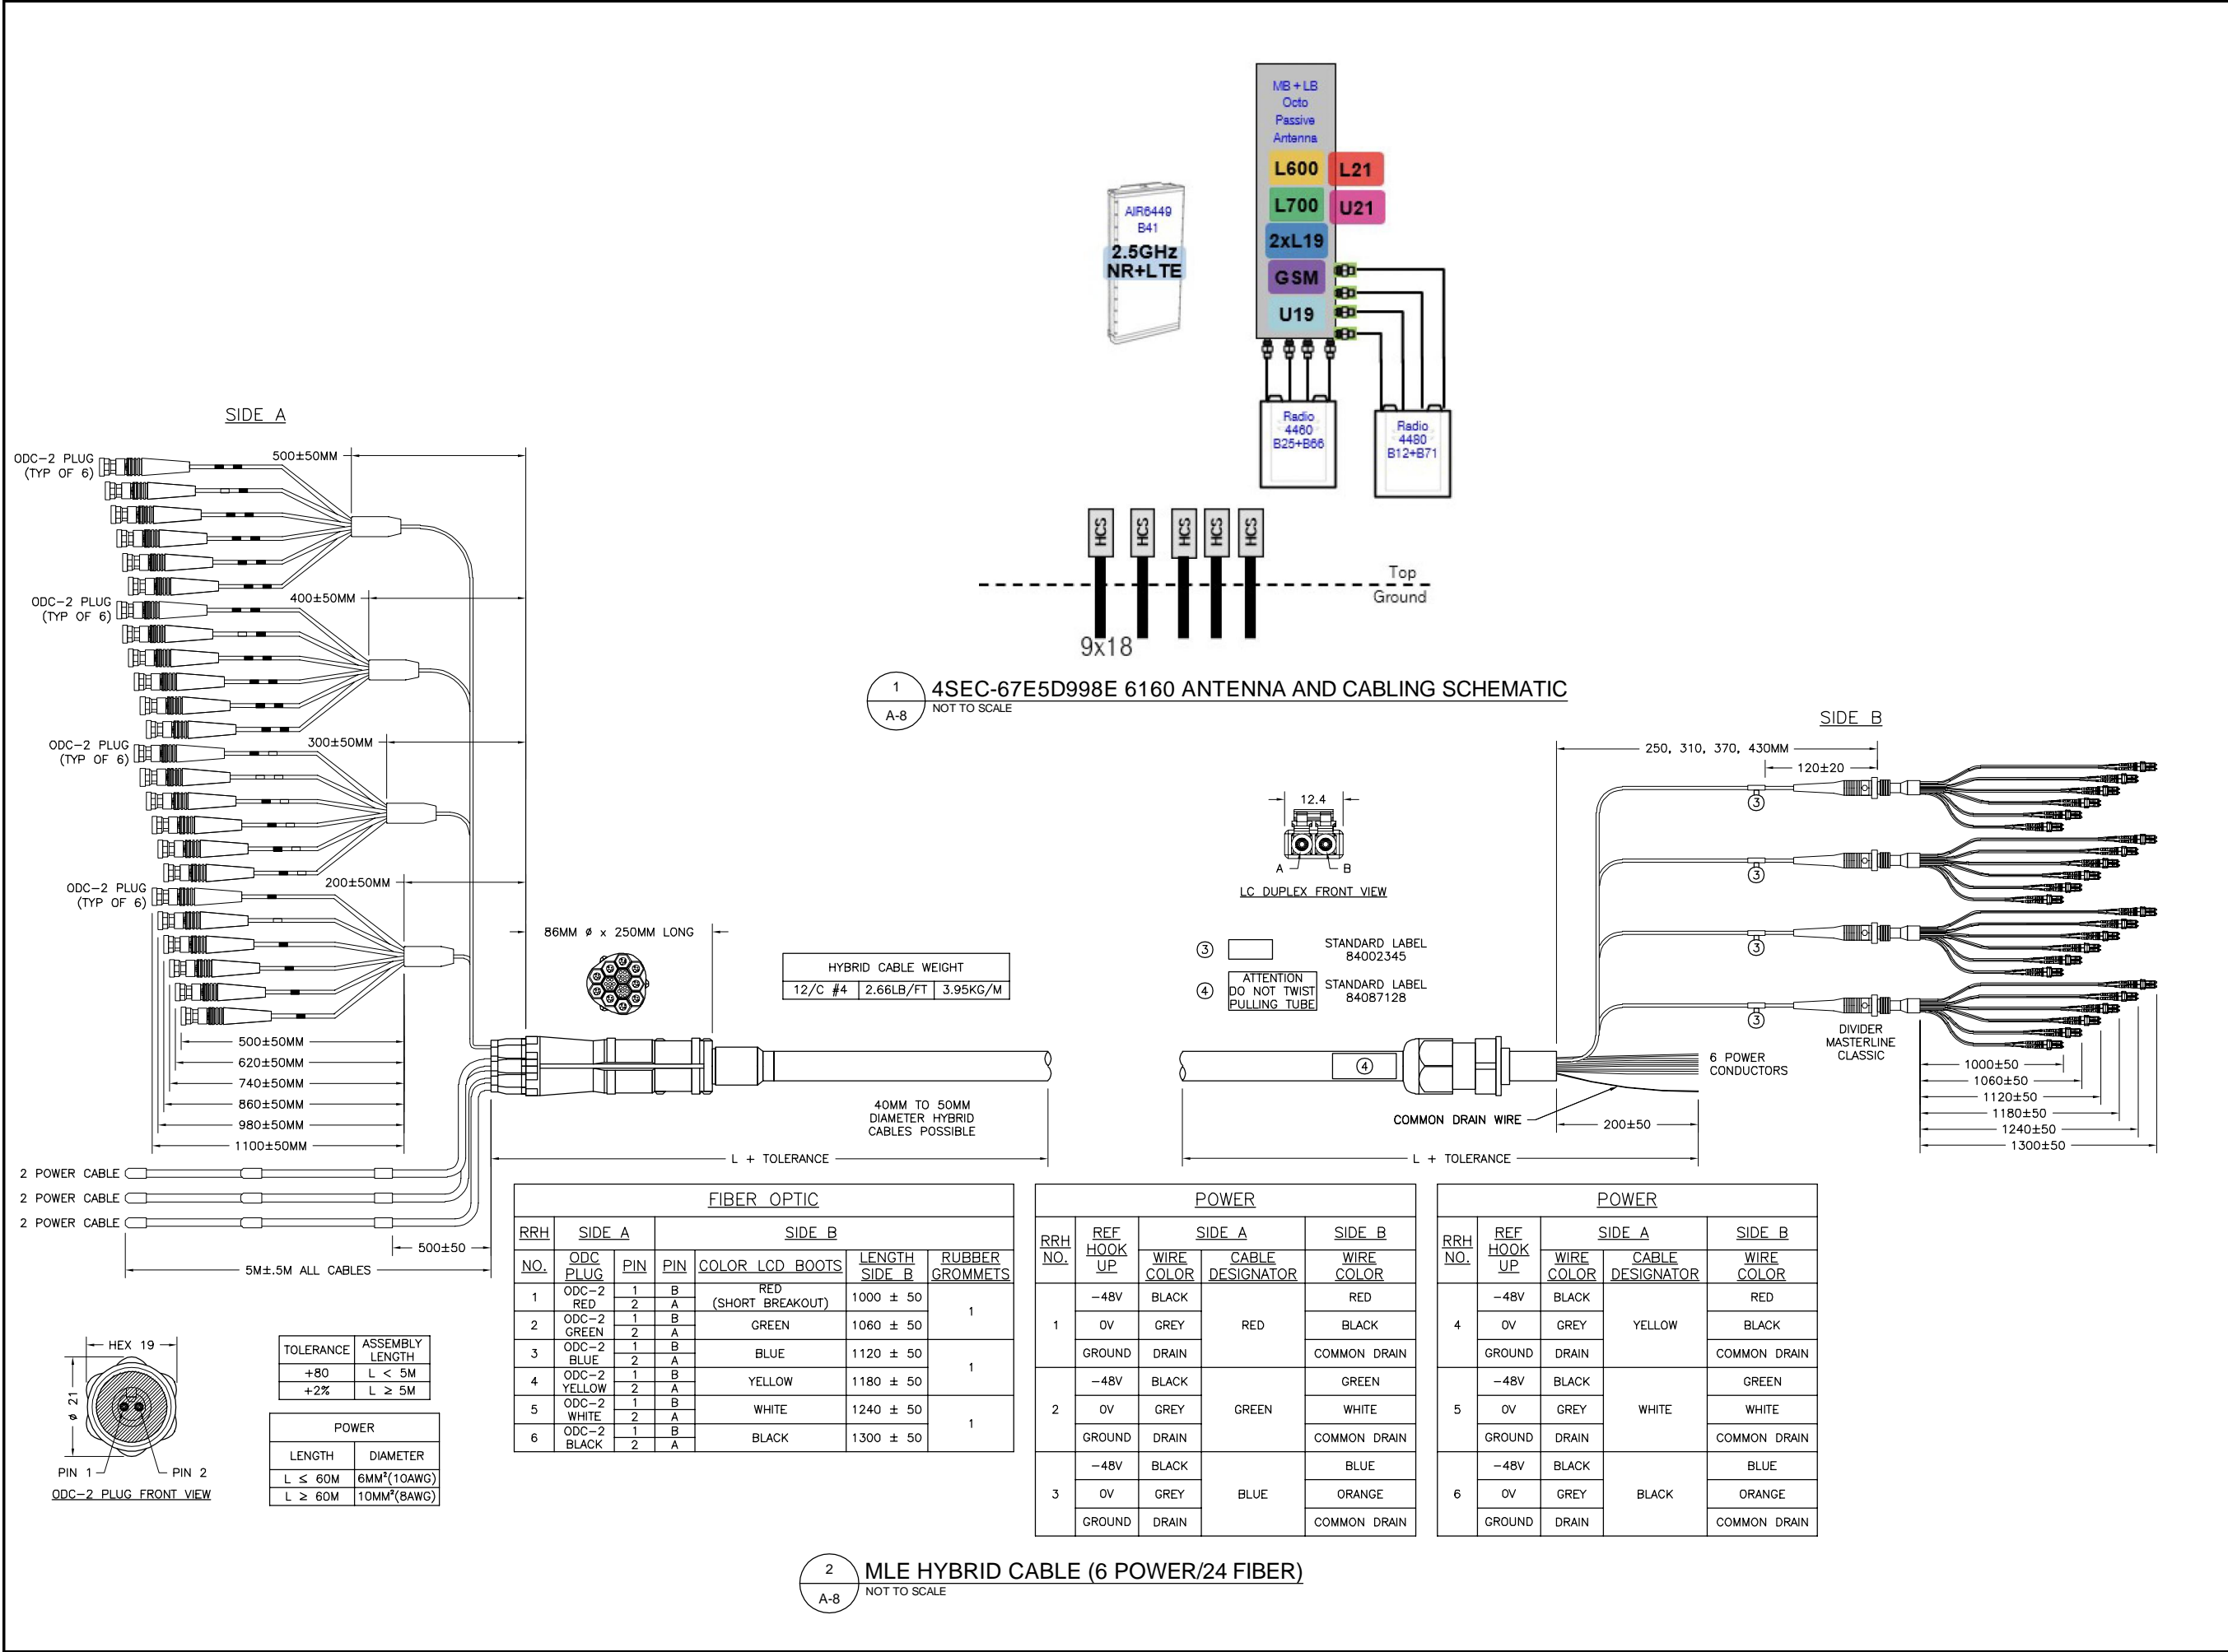 MB + LB
Octo
Passive
Antenna
L600
L21
L700
U21
2xL19
GSM
U19
AIR6449
B41
2.5GHz
NR+LTE
Radio
4460
B25+B66
Radio
4480
B12+B71
HCS
HCS
HCS
HCS
HCS
Top
Ground
9x18
1
A-8
4SEC-67E5D998E 6160 ANTENNA AND CABLING SCHEMATIC
NOT TO SCALE
SIDE A
ODC-2 PLUG
(TYP OF 6)
500±50MM
ODC-2 PLUG
(TYP OF 6)
400±50MM
ODC-2 PLUG
(TYP OF 6)
300±50MM
ODC-2 PLUG
(TYP OF 6)
200±50MM
500±50MM
620±50MM
740±50MM
860±50MM
980±50MM
1100±50MM
2 POWER CABLE
2 POWER CABLE
2 POWER CABLE
500±50
5M±.5M ALL CABLES
86MM ø x 250MM LONG
HYBRID CABLE WEIGHT
12/C #4 2.66LB/FT 3.95KG/M
40MM TO 50MM
DIAMETER HYBRID
CABLES POSSIBLE
L + TOLERANCE
12.4
A B
LC DUPLEX FRONT VIEW
3 STANDARD LABEL
84002345
4 ATTENTION
DO NOT TWIST
PULLING TUBE
STANDARD LABEL
84087128
SIDE B
250, 310, 370, 430MM
120±20
3
3
3
3
4
DIVIDER
MASTERLINE
CLASSIC
6 POWER
CONDUCTORS
COMMON DRAIN WIRE
200±50
L + TOLERANCE
1000±50
1060±50
1120±50
1180±50
1240±50
1300±50
HEX 19
ø 21
PIN 1 PIN 2
ODC-2 PLUG FRONT VIEW
TOLERANCE ASSEMBLY LENGTH
+80 L < 5M
+2% L ≥ 5M
POWER
LENGTH DIAMETER
L ≤ 60M 6MM²(10AWG)
L ≥ 60M 10MM²(8AWG)
FIBER OPTIC
RRH SIDE A SIDE B
NO. ODC PLUG PIN PIN COLOR LCD BOOTS LENGTH SIDE B RUBBER GROMMETS
1 ODC-2 RED 1 B RED (SHORT BREAKOUT) 1000 ± 50 1
2 A
2 ODC-2 GREEN 1 B GREEN 1060 ± 50
2 A
3 ODC-2 BLUE 1 B BLUE 1120 ± 50 1
2 A
4 ODC-2 YELLOW 1 B YELLOW 1180 ± 50
2 A
5 ODC-2 WHITE 1 B WHITE 1240 ± 50 1
2 A
6 ODC-2 BLACK 1 B BLACK 1300 ± 50
2 A
POWER
RRH NO. REF HOOK UP SIDE A SIDE B
WIRE COLOR CABLE DESIGNATOR WIRE COLOR
-48V BLACK RED
1 0V GREY RED BLACK
GROUND DRAIN COMMON DRAIN
-48V BLACK GREEN
2 0V GREY GREEN WHITE
GROUND DRAIN COMMON DRAIN
-48V BLACK BLUE
3 0V GREY BLUE ORANGE
GROUND DRAIN COMMON DRAIN
POWER
RRH NO. REF HOOK UP SIDE A SIDE B
WIRE COLOR CABLE DESIGNATOR WIRE COLOR
-48V BLACK RED
4 0V GREY YELLOW BLACK
GROUND DRAIN COMMON DRAIN
-48V BLACK GREEN
5 0V GREY WHITE WHITE
GROUND DRAIN COMMON DRAIN
-48V BLACK BLUE
6 0V GREY BLACK ORANGE
GROUND DRAIN COMMON DRAIN
2
A-8
MLE HYBRID CABLE (6 POWER/24 FIBER)
NOT TO SCALE